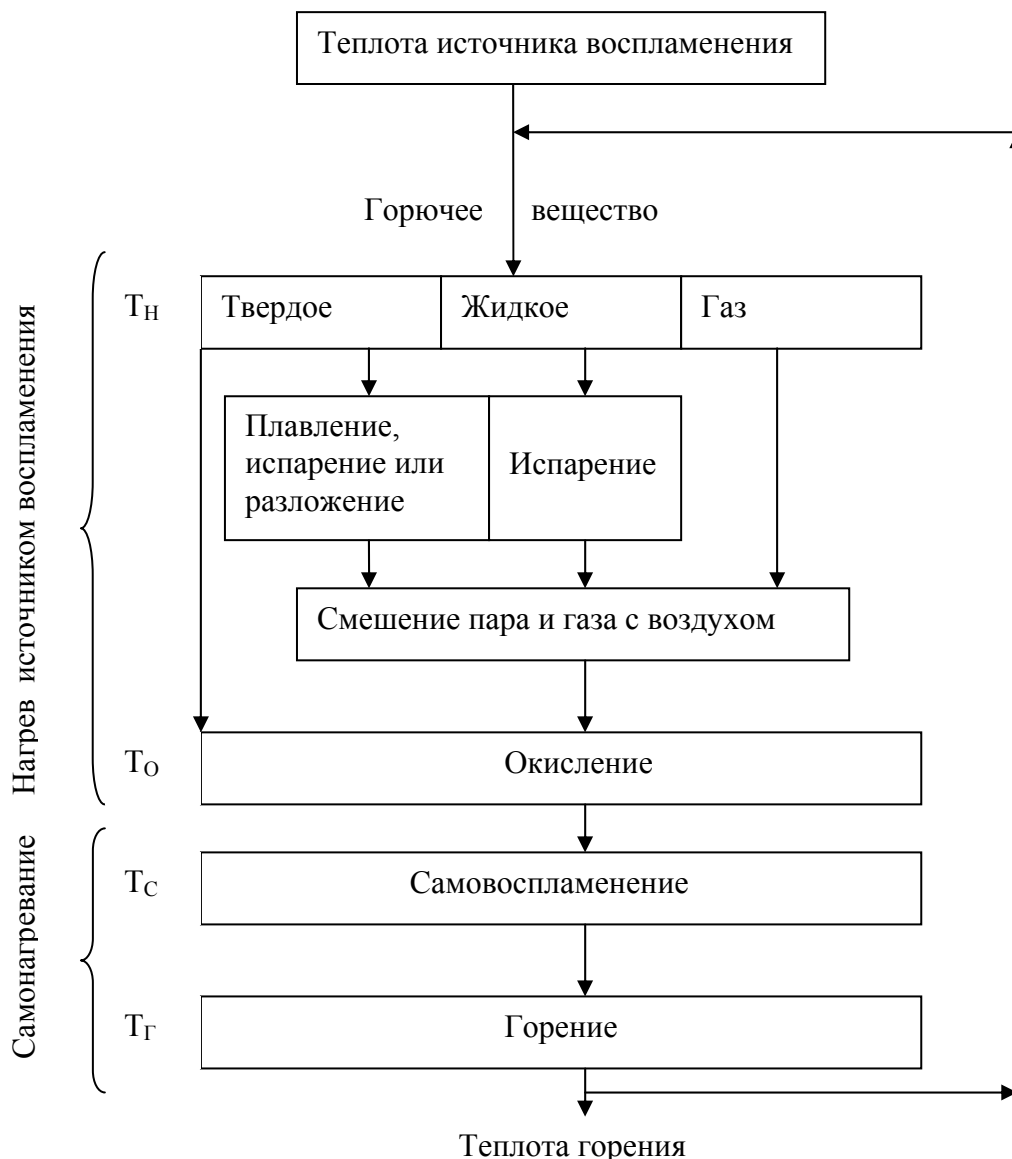 Теплота источника воспламенения
Горючее вещество
Нагрев источником воспламенения
Т_Н
Твердое
Жидкое
Газ
Плавление,
испарение или
разложение
Испарение
Смешение пара и газа с воздухом
Т_О
Окисление
Самонагревание
Т_С
Самовоспламенение
Т_Г
Горение
Теплота горения